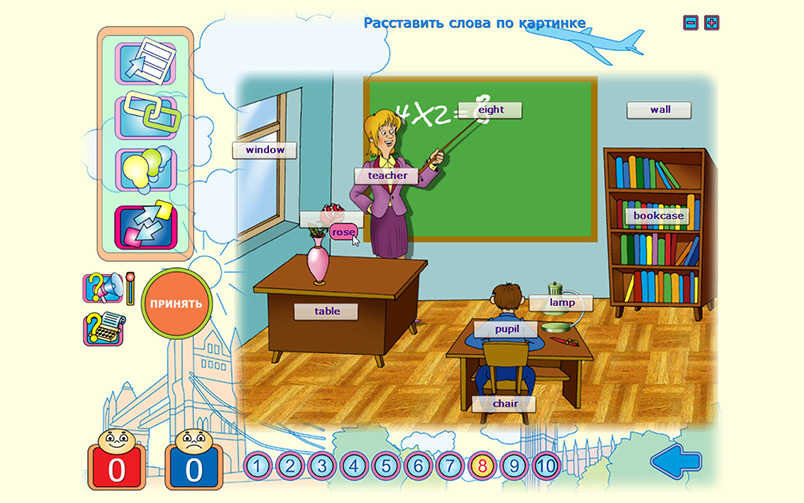 Расставить слова по картинке
4X2=8
eight
wall
window
teacher
bookcase
rose
lamp
table
pupil
chair
ПРИНЯТЬ
0 0
1 2 3 4 5 6 7 8 9 10